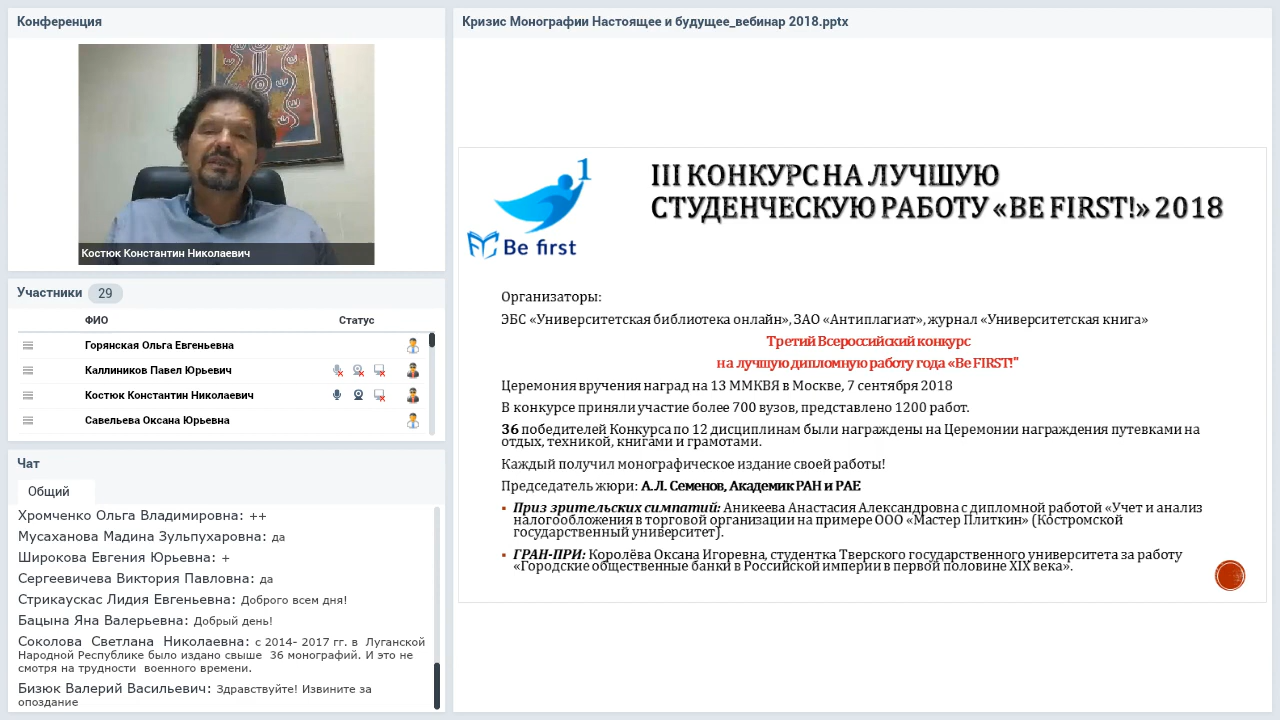 Конференция
Костюк Константин Николаевич
Участники 29
ФИО Статус
Горянская Ольга Евгеньевна
Каллиников Павел Юрьевич
Костюк Константин Николаевич
Савельева Оксана Юрьевна
Чат
Общий
Хромченко Ольга Владимировна: ++
Мусаханова Мадина Зульпухаровна: да
Широкова Евгения Юрьевна: +
Сергеевичева Виктория Павловна: да
Стрикаускас Лидия Евгеньевна: Доброго всем дня!
Бацына Яна Валерьевна: Добрый день!
Соколова Светлана Николаевна: с 2014- 2017 гг. в Луганской
Народной Республике было издано свыше 36 монографий. И это не
смотря на трудности военного времени.
Бизюк Валерий Васильевич: Здравствуйте! Извините за
опоздание
Кризис Монографии Настоящее и будущее_вебинар 2018.pptx
1
Be first
III КОНКУРС НА ЛУЧШУЮ
СТУДЕНЧЕСКУЮ РАБОТУ «BE FIRST!» 2018
Организаторы:
ЭБС «Университетская библиотека онлайн», ЗАО «Антиплагиат», журнал «Университетская книга»
Третий Всероссийский конкурс
на лучшую дипломную работу года «Be FIRST!"
Церемония вручения наград на 13 ММКВЯ в Москве, 7 сентября 2018
В конкурсе приняли участие более 700 вузов, представлено 1200 работ.
36 победителей Конкурса по 12 дисциплинам были награждены на Церемонии награждения путевками на
отдых, техникой, книгами и грамотами.
Каждый получил монографическое издание своей работы!
Председатель жюри: А.Л. Семенов, Академик РАН и РАЕ
▪ Приз зрительских симпатий: Аникеева Анастасия Александровна с дипломной работой «Учет и анализ
налогообложения в торговой организации на примере ООО «Мастер Плиткин» (Костромской
государственный университет).
▪ ГРАН-ПРИ: Королёва Оксана Игоревна, студентка Тверского государственного университета за работу
«Городские общественные банки в Российской империи в первой половине XIX века».